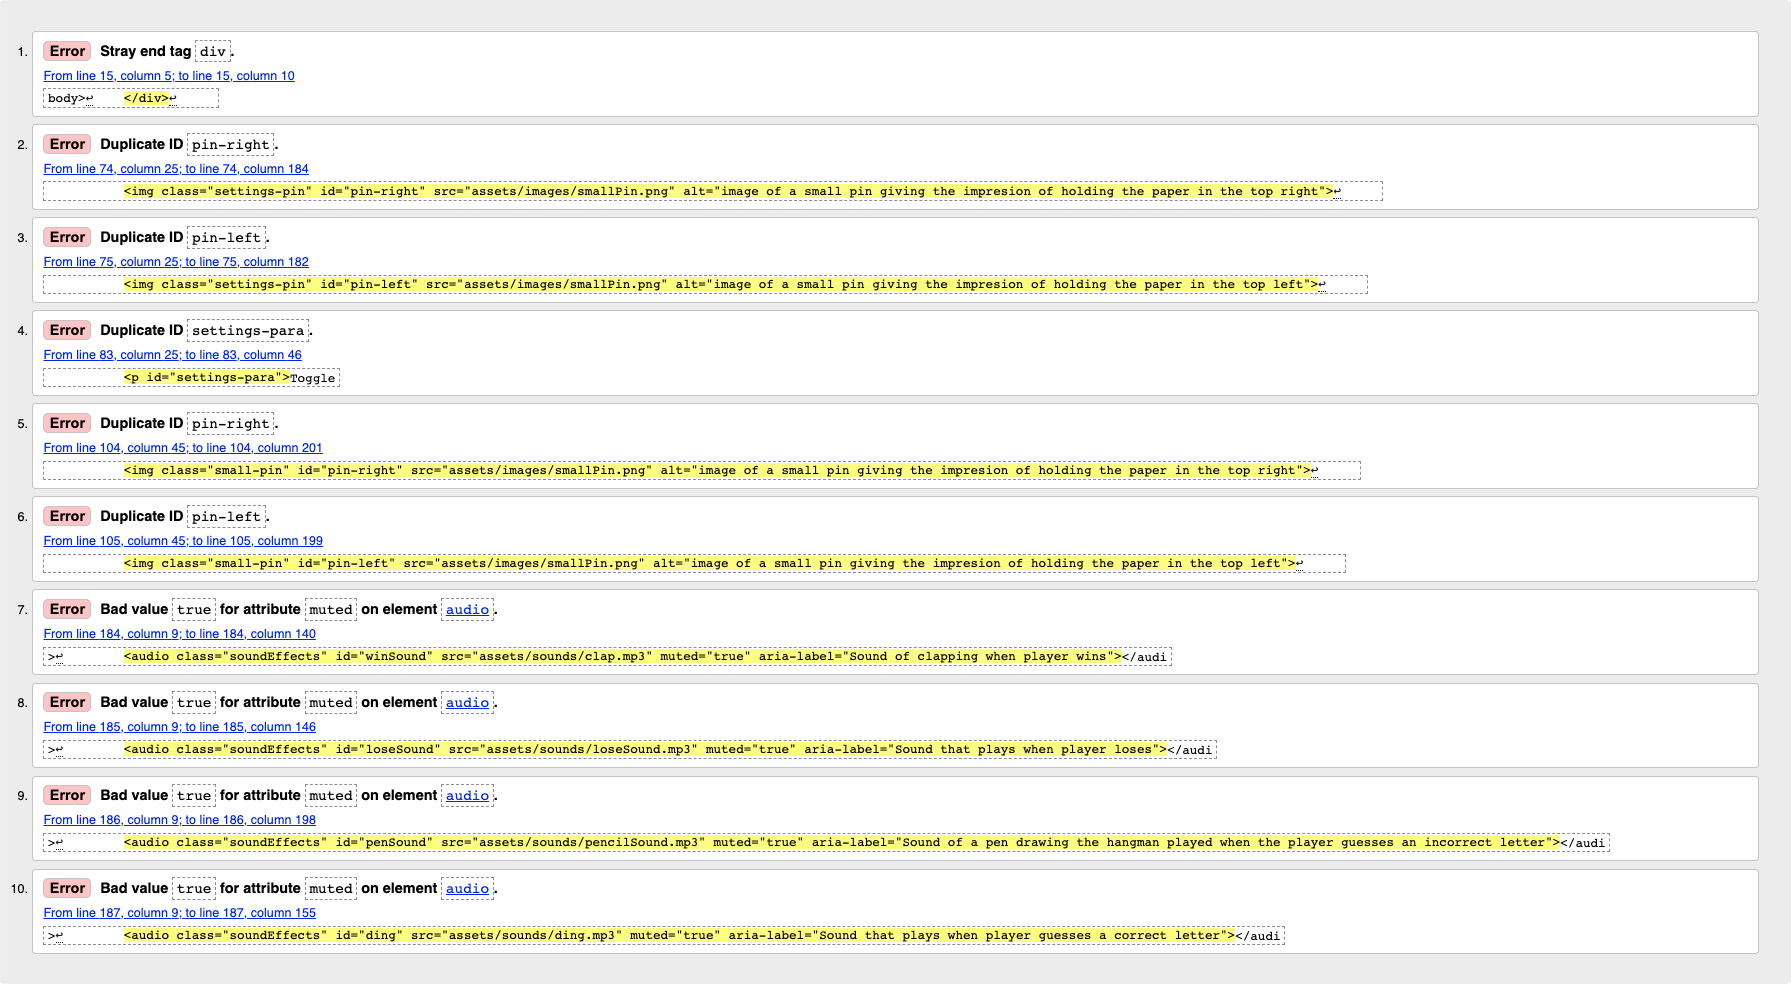 1. Error Stray end tag div.
From line 15, column 5; to line 15, column 10
body>↩ </div>↩
2. Error Duplicate ID pin-right.
From line 74, column 25; to line 74, column 184
<img class="settings-pin" id="pin-right" src="assets/images/smallPin.png" alt="image of a small pin giving the impresion of holding the paper in the top right">↩
3. Error Duplicate ID pin-left.
From line 75, column 25; to line 75, column 182
<img class="settings-pin" id="pin-left" src="assets/images/smallPin.png" alt="image of a small pin giving the impresion of holding the paper in the top left">↩
4. Error Duplicate ID settings-para.
From line 83, column 25; to line 83, column 46
<p id="settings-para">Toggle
5. Error Duplicate ID pin-right.
From line 104, column 45; to line 104, column 201
<img class="small-pin" id="pin-right" src="assets/images/smallPin.png" alt="image of a small pin giving the impresion of holding the paper in the top right">↩
6. Error Duplicate ID pin-left.
From line 105, column 45; to line 105, column 199
<img class="small-pin" id="pin-left" src="assets/images/smallPin.png" alt="image of a small pin giving the impresion of holding the paper in the top left">↩
7. Error Bad value true for attribute muted on element audio.
From line 184, column 9; to line 184, column 140
>↩ <audio class="soundEffects" id="winSound" src="assets/sounds/clap.mp3" muted="true" aria-label="Sound of clapping when player wins"></audi
8. Error Bad value true for attribute muted on element audio.
From line 185, column 9; to line 185, column 146
>↩ <audio class="soundEffects" id="loseSound" src="assets/sounds/loseSound.mp3" muted="true" aria-label="Sound that plays when player loses"></audi
9. Error Bad value true for attribute muted on element audio.
From line 186, column 9; to line 186, column 198
>↩ <audio class="soundEffects" id="penSound" src="assets/sounds/pencilSound.mp3" muted="true" aria-label="Sound of a pen drawing the hangman played when the player guesses an incorrect letter"></audi
10. Error Bad value true for attribute muted on element audio.
From line 187, column 9; to line 187, column 155
>↩ <audio class="soundEffects" id="ding" src="assets/sounds/ding.mp3" muted="true" aria-label="Sound that plays when player guesses a correct letter"></audi